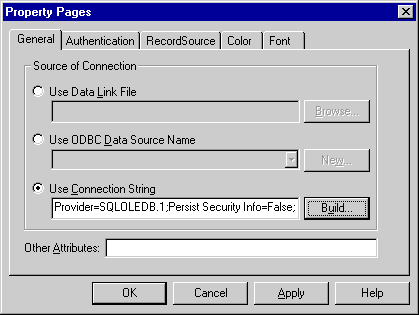 Property Pages
General Authentication RecordSource Color Font
Source of Connection
Use Data Link File
Browse...
Use ODBC Data Source Name
New...
Use Connection String
Provider=SQLOLEDB.1;Persist Security Info=False;
Build...
Other Attributes:
OK Cancel Apply Help